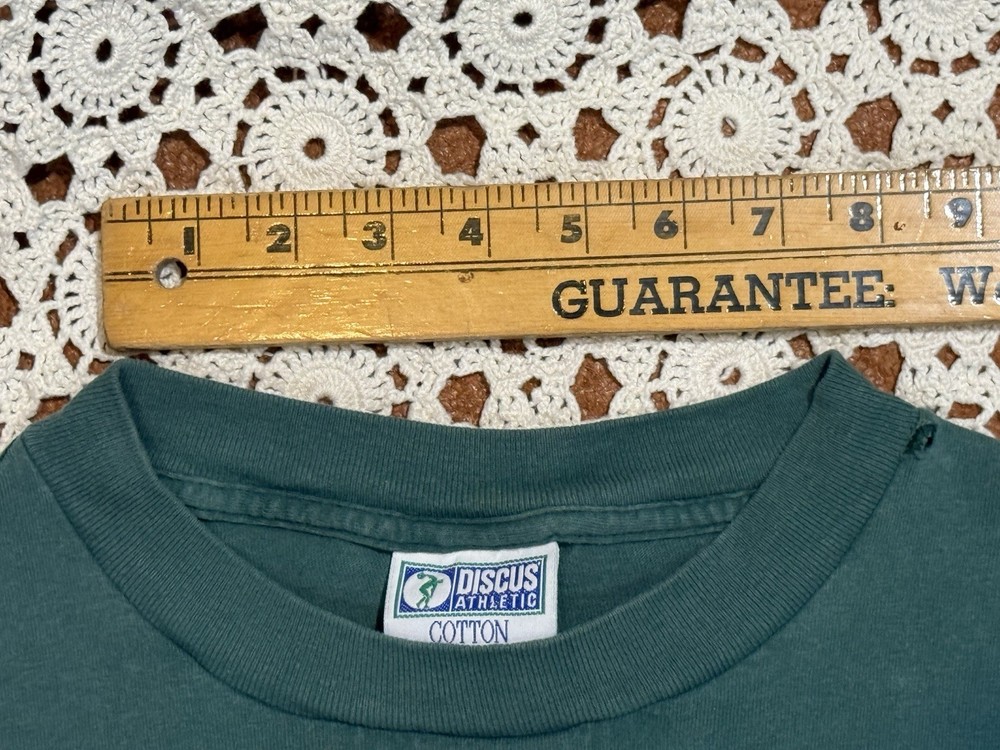 1 2 3 4 5 6 7 8 9
GUARANTEE:
DISCUS
ATHLETIC
COTTON